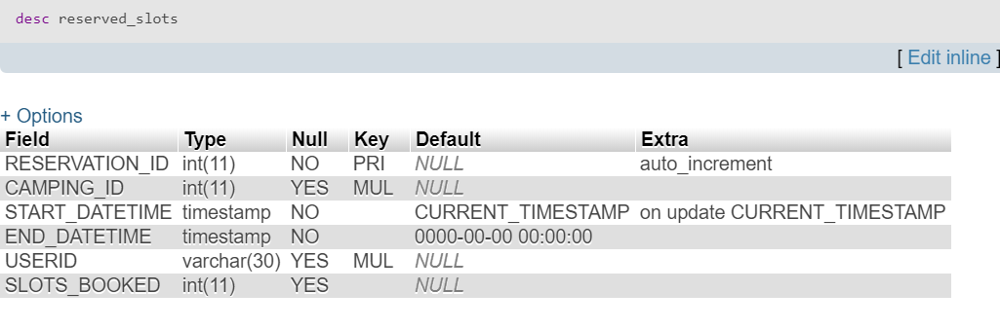 desc reserved_slots
[ Edit inline ]
+ Options
Field Type Null Key Default Extra
RESERVATION_ID int(11) NO PRI NULL auto_increment
CAMPING_ID int(11) YES MUL NULL
START_DATETIME timestamp NO CURRENT_TIMESTAMP on update CURRENT_TIMESTAMP
END_DATETIME timestamp NO 0000-00-00 00:00:00
USERID varchar(30) YES MUL NULL
SLOTS_BOOKED int(11) YES NULL